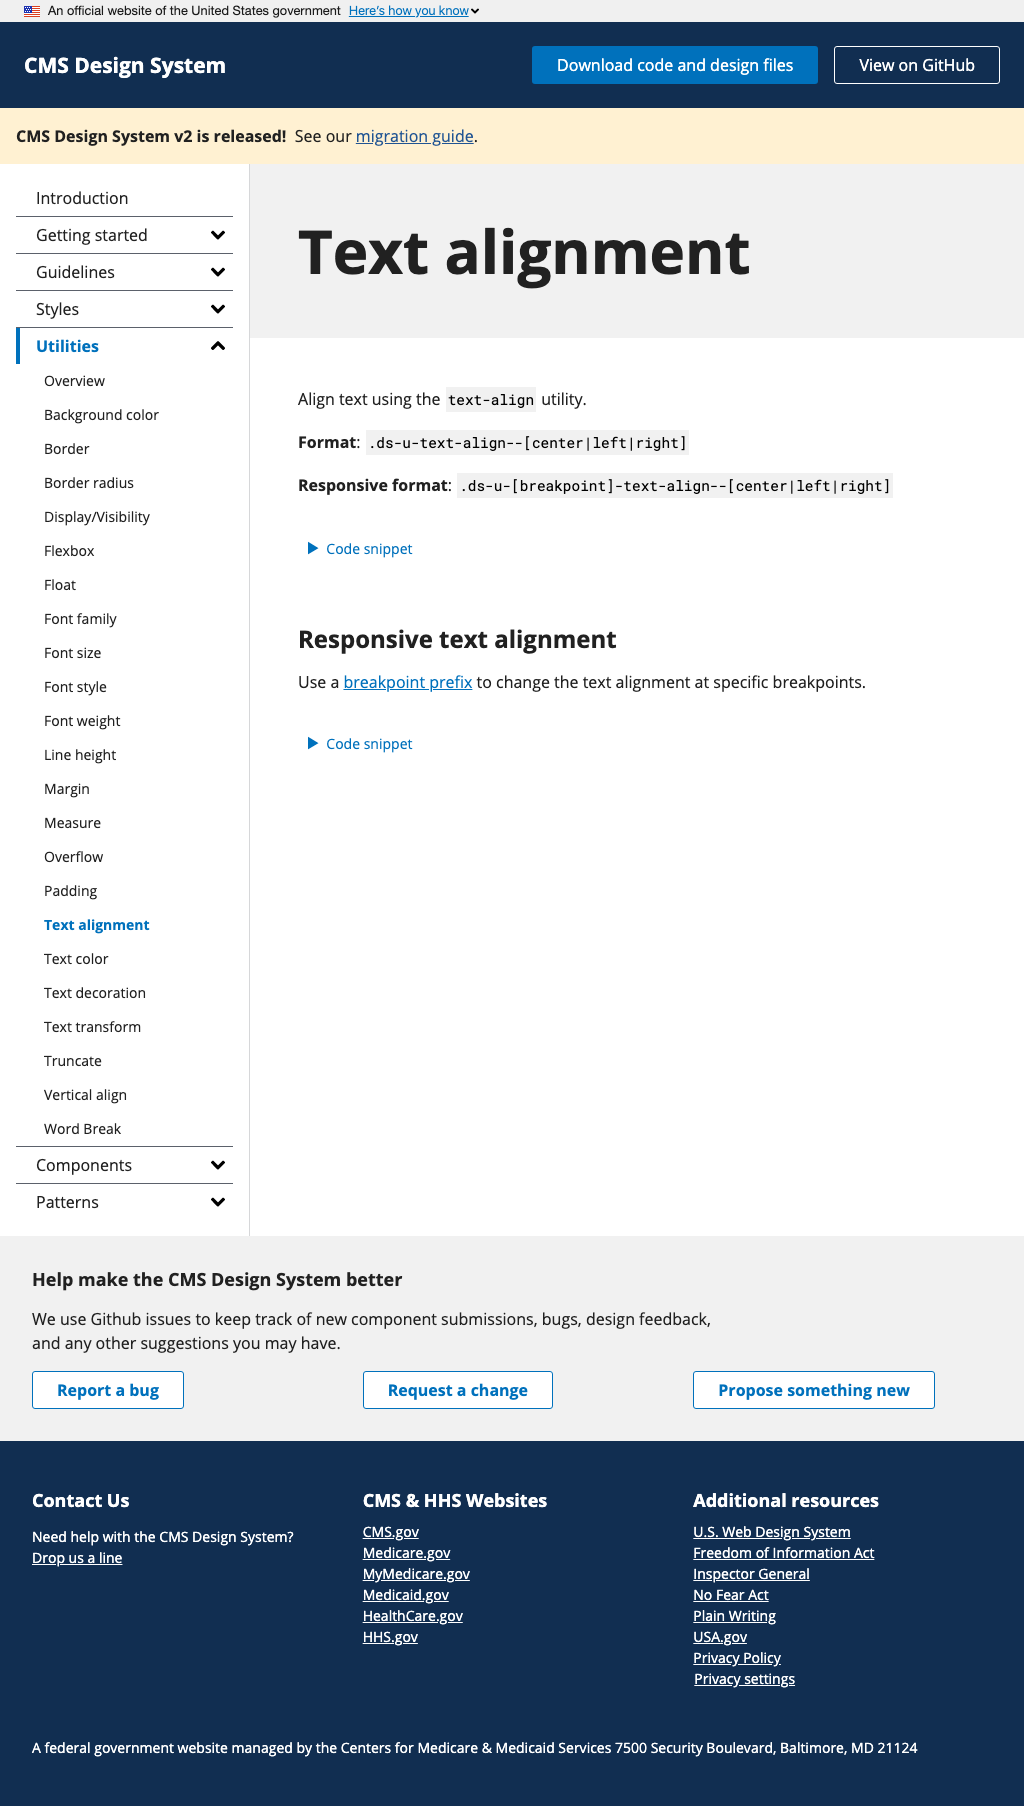 An official website of the United States government Here's how you know
CMS Design System
Download code and design files
View on GitHub
CMS Design System v2 is released! See our migration guide.
Introduction
Getting started
Guidelines
Styles
Utilities
Overview
Background color
Border
Border radius
Display/Visibility
Flexbox
Float
Font family
Font size
Font style
Font weight
Line height
Margin
Measure
Overflow
Padding
Text alignment
Text color
Text decoration
Text transform
Truncate
Vertical align
Word Break
Components
Patterns
Text alignment
Align text using the text-align utility.
Format: .ds-u-text-align--[center|left|right]
Responsive format: .ds-u-[breakpoint]-text-align--[center|left|right]
Code snippet
Responsive text alignment
Use a breakpoint prefix to change the text alignment at specific breakpoints.
Code snippet
Help make the CMS Design System better
We use Github issues to keep track of new component submissions, bugs, design feedback,
and any other suggestions you may have.
Report a bug
Request a change
Propose something new
Contact Us
Need help with the CMS Design System?
Drop us a line
CMS & HHS Websites
CMS.gov
Medicare.gov
MyMedicare.gov
Medicaid.gov
HealthCare.gov
HHS.gov
Additional resources
U.S. Web Design System
Freedom of Information Act
Inspector General
No Fear Act
Plain Writing
USA.gov
Privacy Policy
Privacy settings
A federal government website managed by the Centers for Medicare & Medicaid Services 7500 Security Boulevard, Baltimore, MD 21124